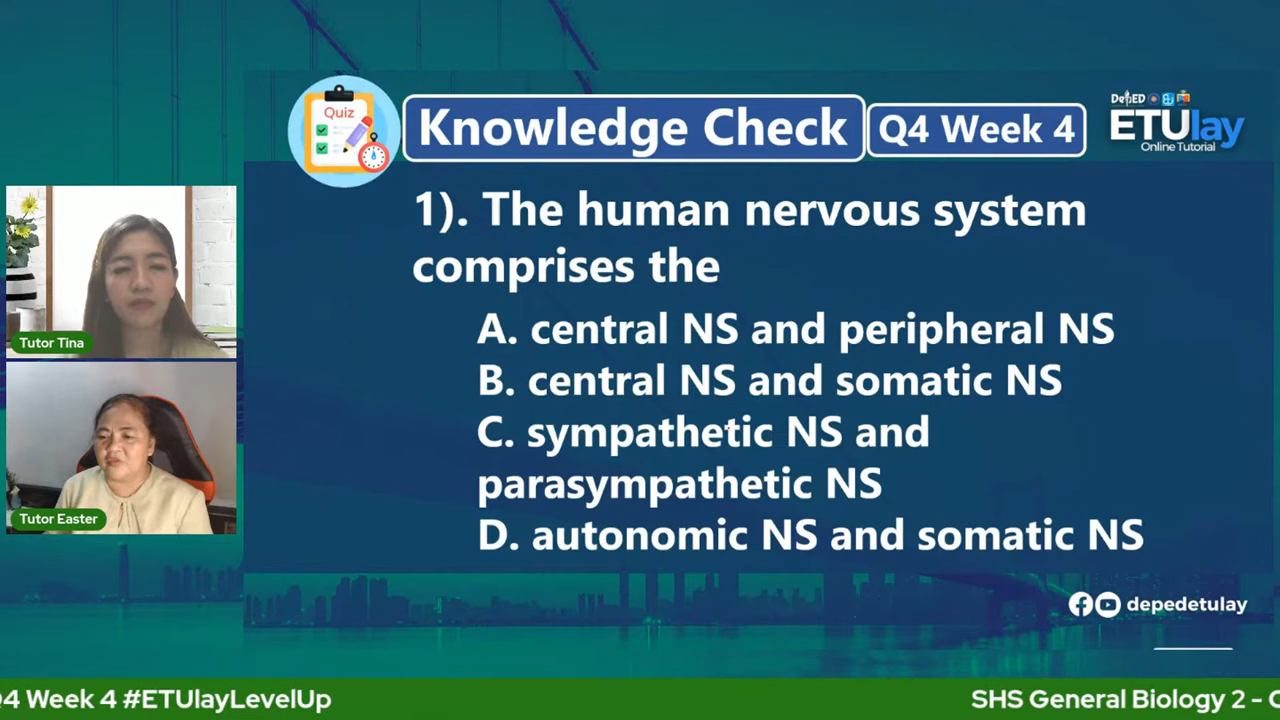 Quiz
Knowledge Check
Q4 Week 4
DepED
ETUlay
Online Tutorial
1). The human nervous system
comprises the
A. central NS and peripheral NS
B. central NS and somatic NS
C. sympathetic NS and
parasympathetic NS
D. autonomic NS and somatic NS
Tutor Tina
Tutor Easter
depedetulay
Q4 Week 4 #ETUlayLevelUp
SHS General Biology 2 -